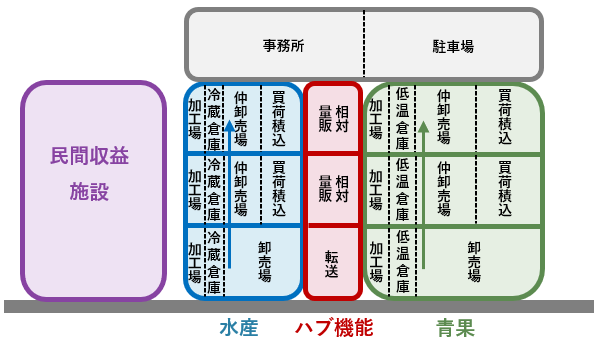 事務所
駐車場
民間収益
施設
加工場
冷蔵倉庫
仲卸売場
買荷積込
相対
量販
加工場
低温倉庫
仲卸売場
買荷積込
加工場
冷蔵倉庫
仲卸売場
買荷積込
相対
量販
加工場
低温倉庫
仲卸売場
買荷積込
加工場
冷蔵倉庫
卸売場
転送
加工場
低温倉庫
卸売場
水産
ハブ機能
青果